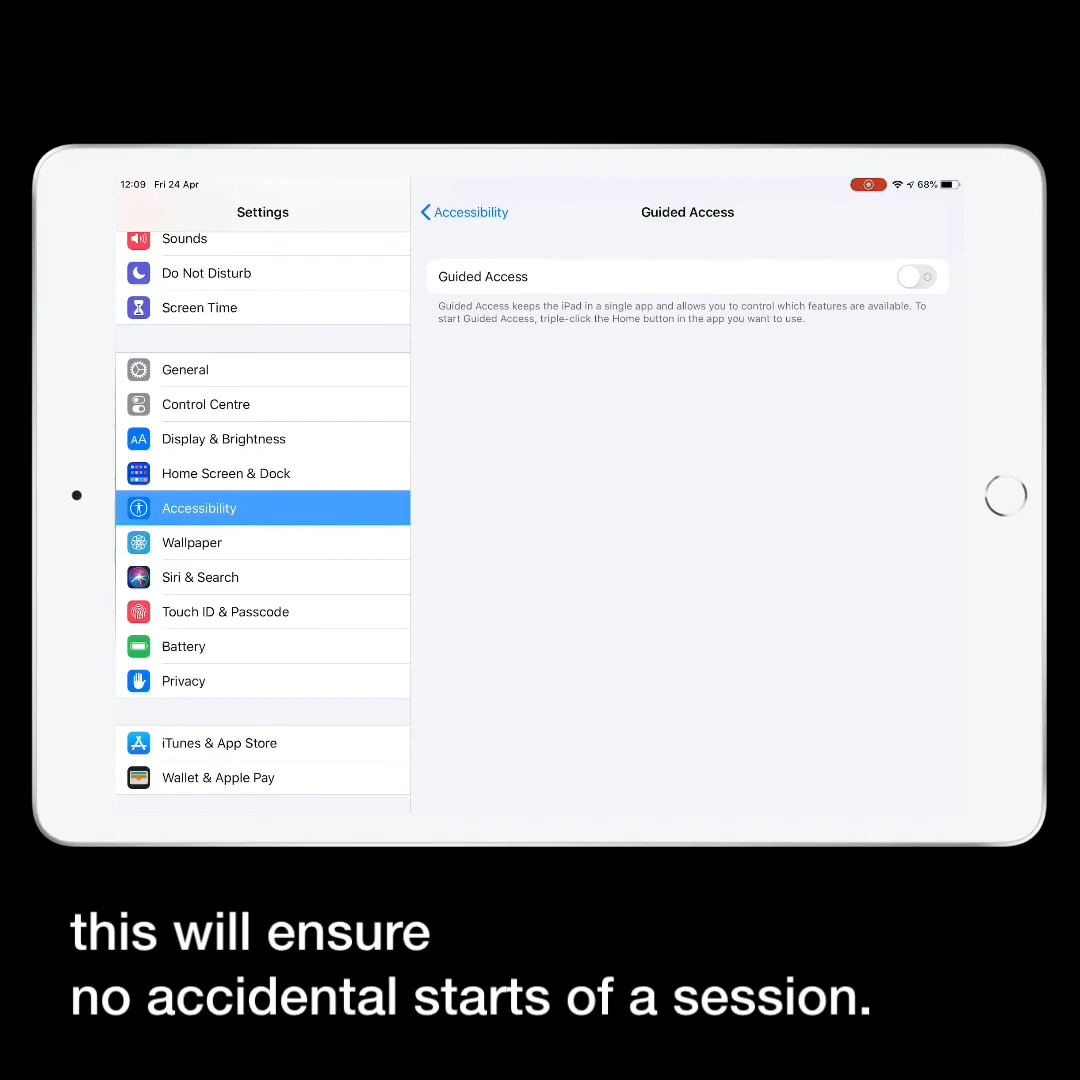 12:09 Fri 24 Apr
68%
Settings
Sounds
Do Not Disturb
Screen Time
General
Control Centre
AA Display & Brightness
Home Screen & Dock
Accessibility
Wallpaper
Siri & Search
Touch ID & Passcode
Battery
Privacy
iTunes & App Store
Wallet & Apple Pay
Accessibility
Guided Access
Guided Access
Guided Access keeps the iPad in a single app and allows you to control which features are available. To
start Guided Access, triple-click the Home button in the app you want to use.
this will ensure
no accidental starts of a session.